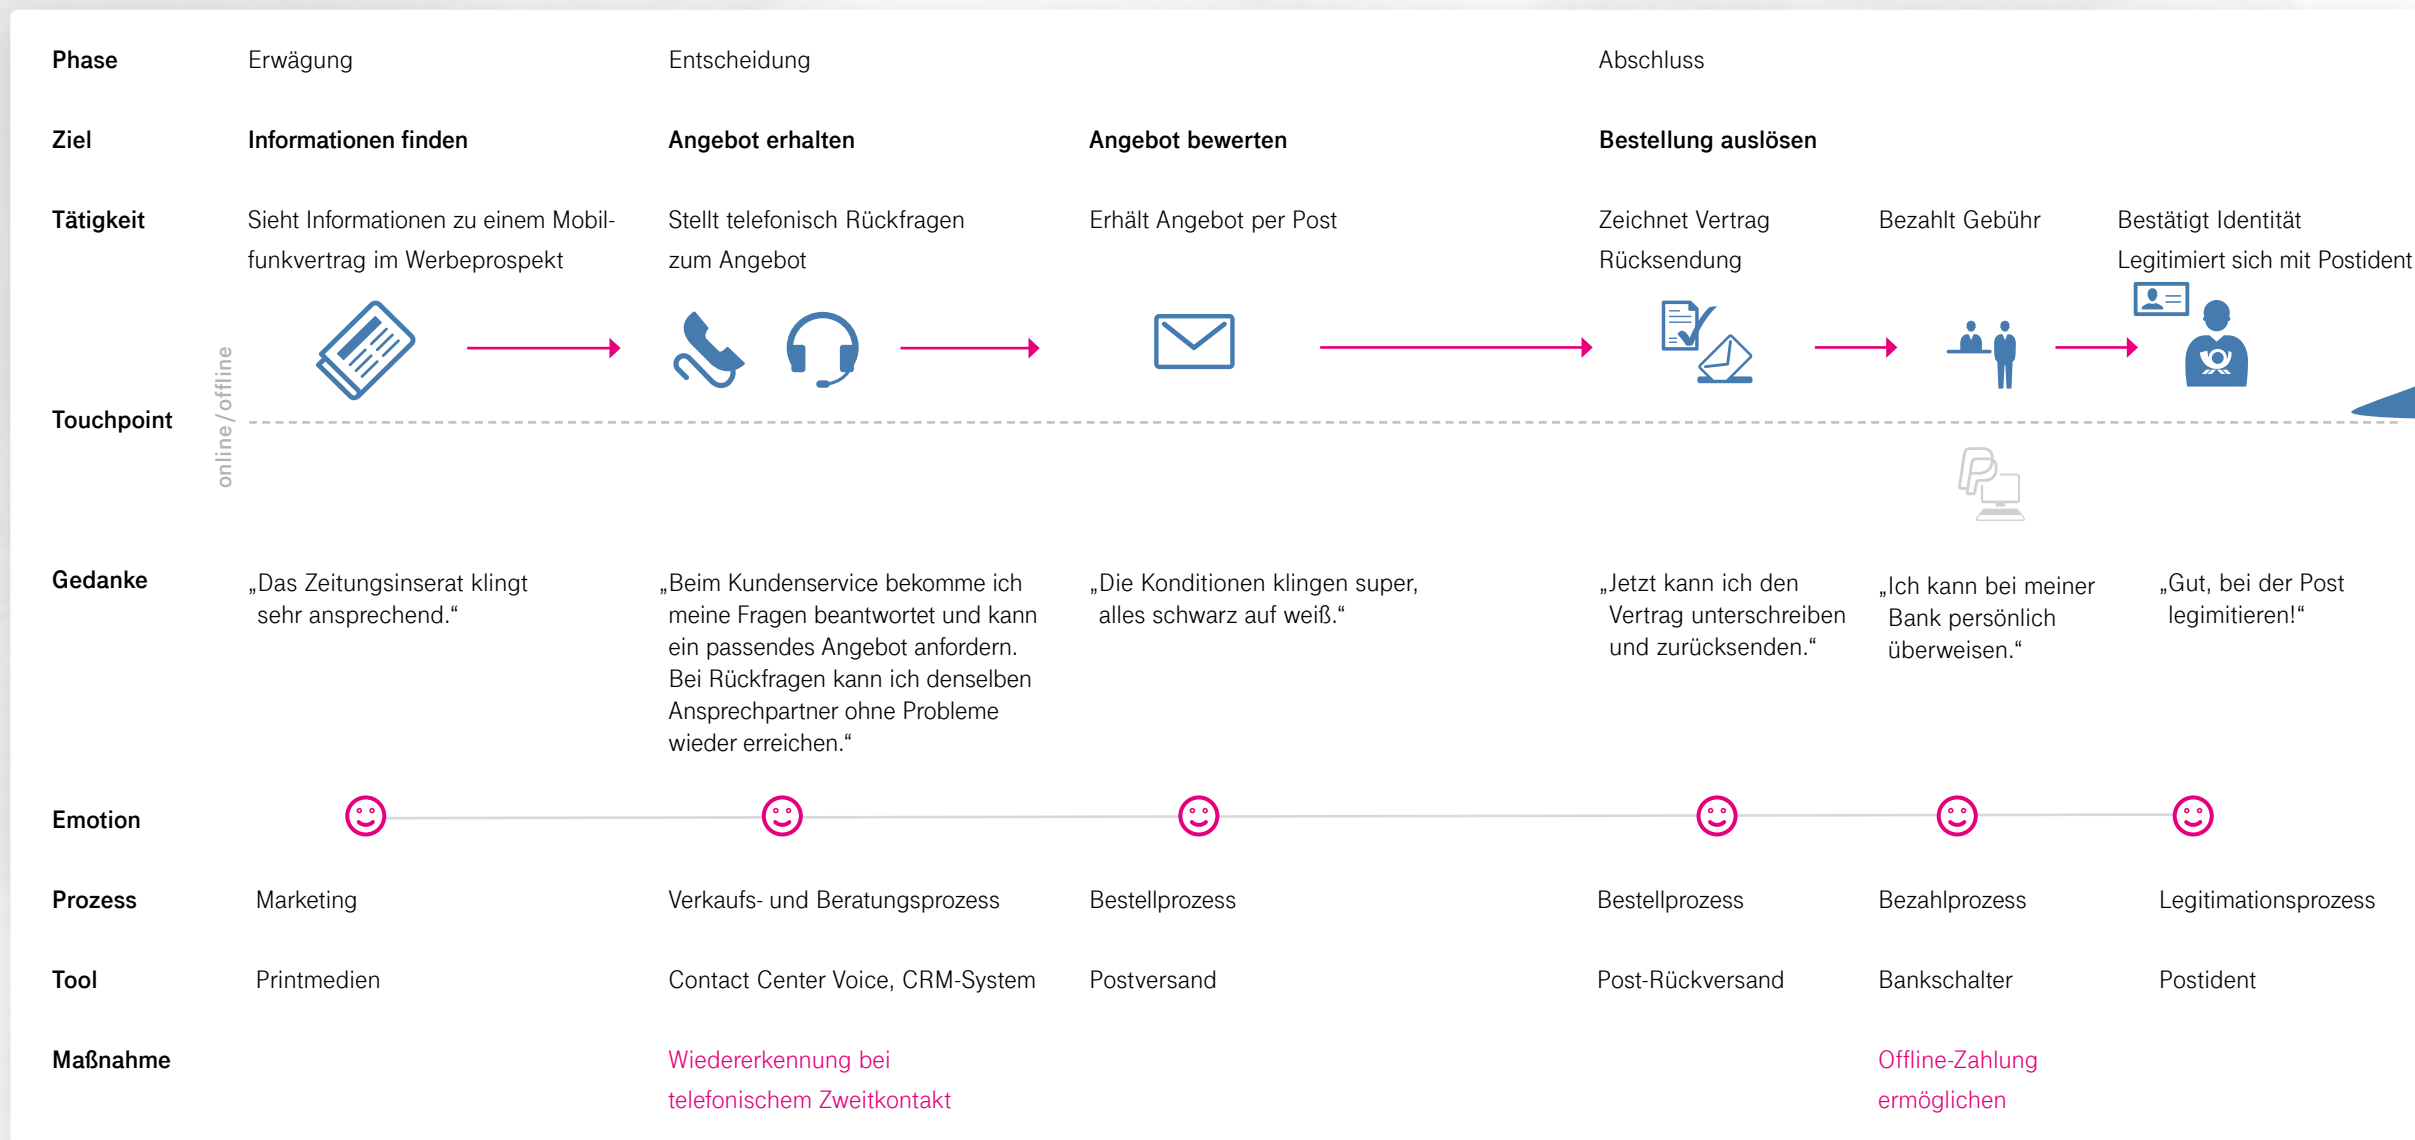 Phase
Erwägung
Entscheidung
Abschluss
Ziel
Informationen finden
Angebot erhalten
Angebot bewerten
Bestellung auslösen
Tätigkeit
Sieht Informationen zu einem Mobil-
funkvertrag im Werbeprospekt
Stellt telefonisch Rückfragen
zum Angebot
Erhält Angebot per Post
Zeichnet Vertrag
Rücksendung
Bezahlt Gebühr
Bestätigt Identität
Legitimiert sich mit Postident
Touchpoint
online/offline
Gedanke
„Das Zeitungsinserat klingt
sehr ansprechend.“
„Beim Kundenservice bekomme ich
meine Fragen beantwortet und kann
ein passendes Angebot anfordern.
Bei Rückfragen kann ich denselben
Ansprechpartner ohne Probleme
wieder erreichen.“
„Die Konditionen klingen super,
alles schwarz auf weiß.“
„Jetzt kann ich den
Vertrag unterschreiben
und zurücksenden.“
„Ich kann bei meiner
Bank persönlich
überweisen.“
„Gut, bei der Post
legimitieren!“
Emotion
Prozess
Marketing
Verkaufs- und Beratungsprozess
Bestellprozess
Bestellprozess
Bezahlprozess
Legitimationsprozess
Tool
Printmedien
Contact Center Voice, CRM-System
Postversand
Post-Rückversand
Bankschalter
Postident
Maßnahme
Wiedererkennung bei
telefonischem Zweitkontakt
Offline-Zahlung
ermöglichen